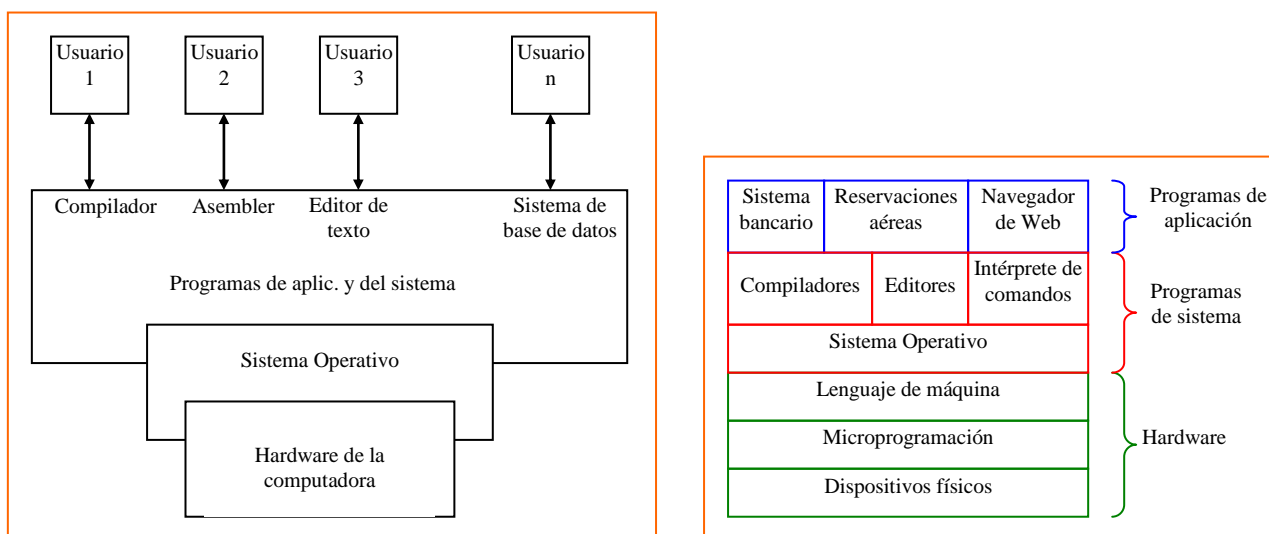 Usuario
1
Usuario
2
Usuario
3
Usuario
n
Compilador
Asembler
Editor de
texto
Sistema de
base de datos
Programas de aplic. y del sistema
Sistema Operativo
Hardware de la
computadora
Sistema
bancario
Reservaciones
aéreas
Navegador
de Web
Programas de
aplicación
Compiladores
Editores
Intérprete de
comandos
Programas
de sistema
Sistema Operativo
Lenguaje de máquina
Microprogramación
Hardware
Dispositivos físicos